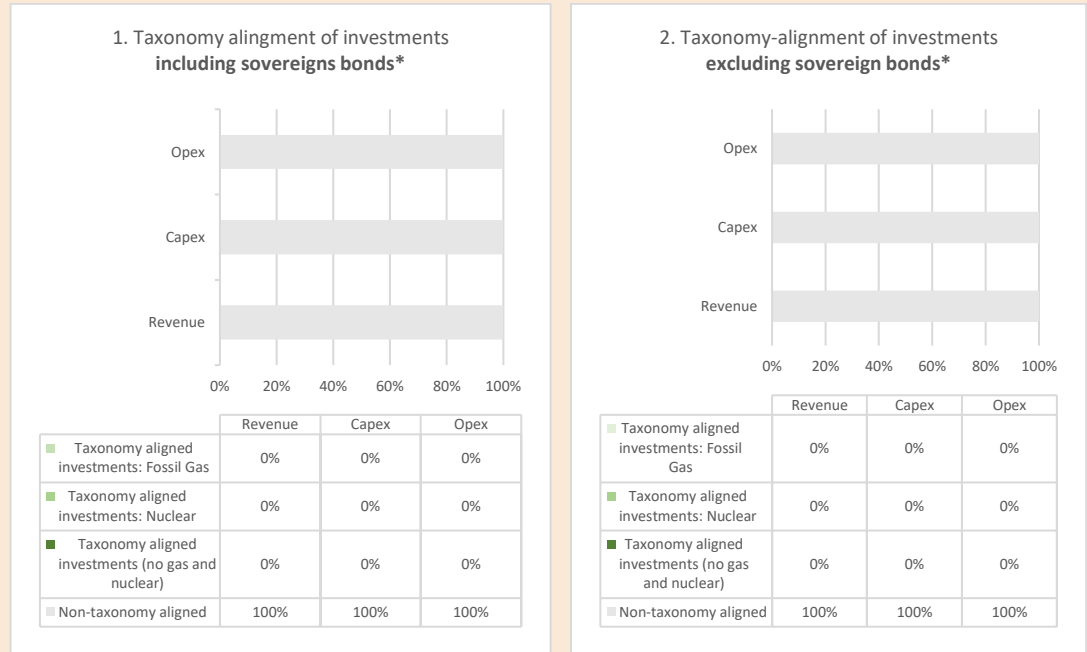 1. Taxonomy alingment of investments
including sovereigns bonds*
Opex
Capex
Revenue
0% 20% 40% 60% 80% 100%
Revenue Capex Opex
Taxonomy aligned
investments: Fossil Gas
0% 0% 0%
Taxonomy aligned
investments: Nuclear
0% 0% 0%
Taxonomy aligned
investments (no gas and
nuclear)
0% 0% 0%
Non-taxonomy aligned 100% 100% 100%
2. Taxonomy-alignment of investments
excluding sovereign bonds*
Opex
Capex
Revenue
0% 20% 40% 60% 80% 100%
Revenue Capex Opex
Taxonomy aligned
investments: Fossil
Gas
0% 0% 0%
Taxonomy aligned
investments: Nuclear
0% 0% 0%
Taxonomy aligned
investments (no gas
and nuclear)
0% 0% 0%
Non-taxonomy aligned 100% 100% 100%